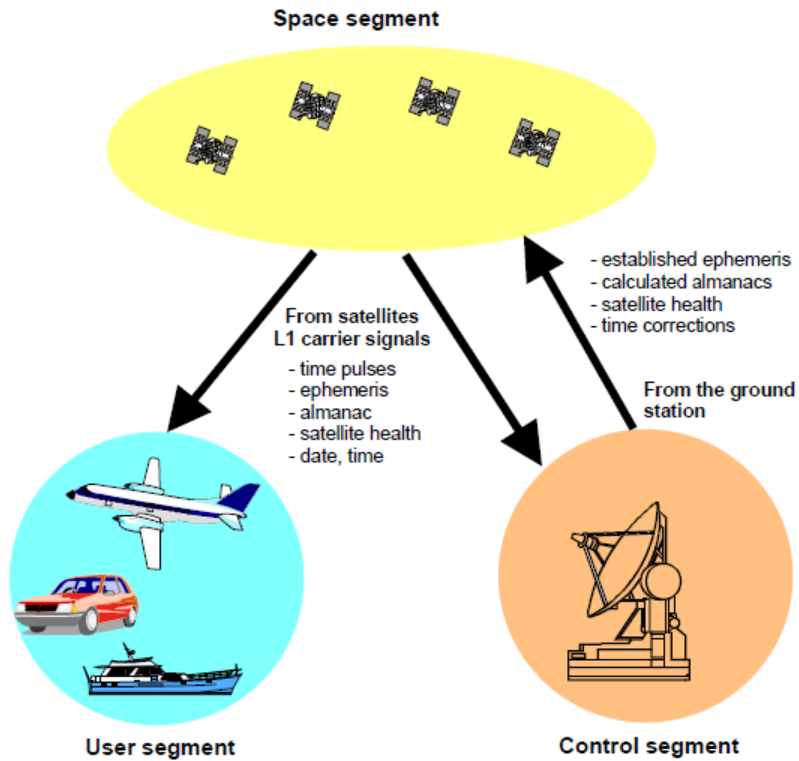 Space segment
- established ephemeris
- calculated almanacs
- satellite health
- time corrections
From satellites
L1 carrier signals
- time pulses
- ephemeris
- almanac
- satellite health
- date, time
From the ground
station
User segment
Control segment